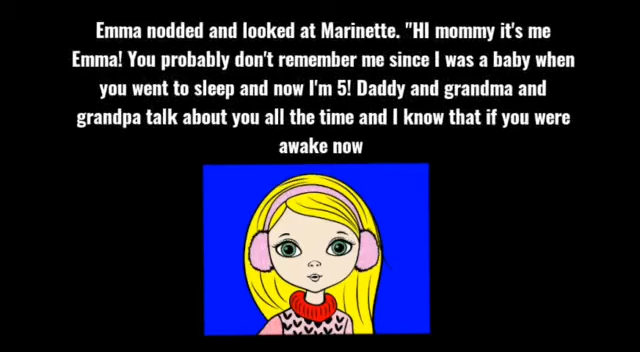 Emma nodded and looked at Marinette. "HI mommy it's me
Emma! You probably don't remember me since I was a baby when
you went to sleep and now I'm 5! Daddy and grandma and
grandpa talk about you all the time and I know that if you were
awake now